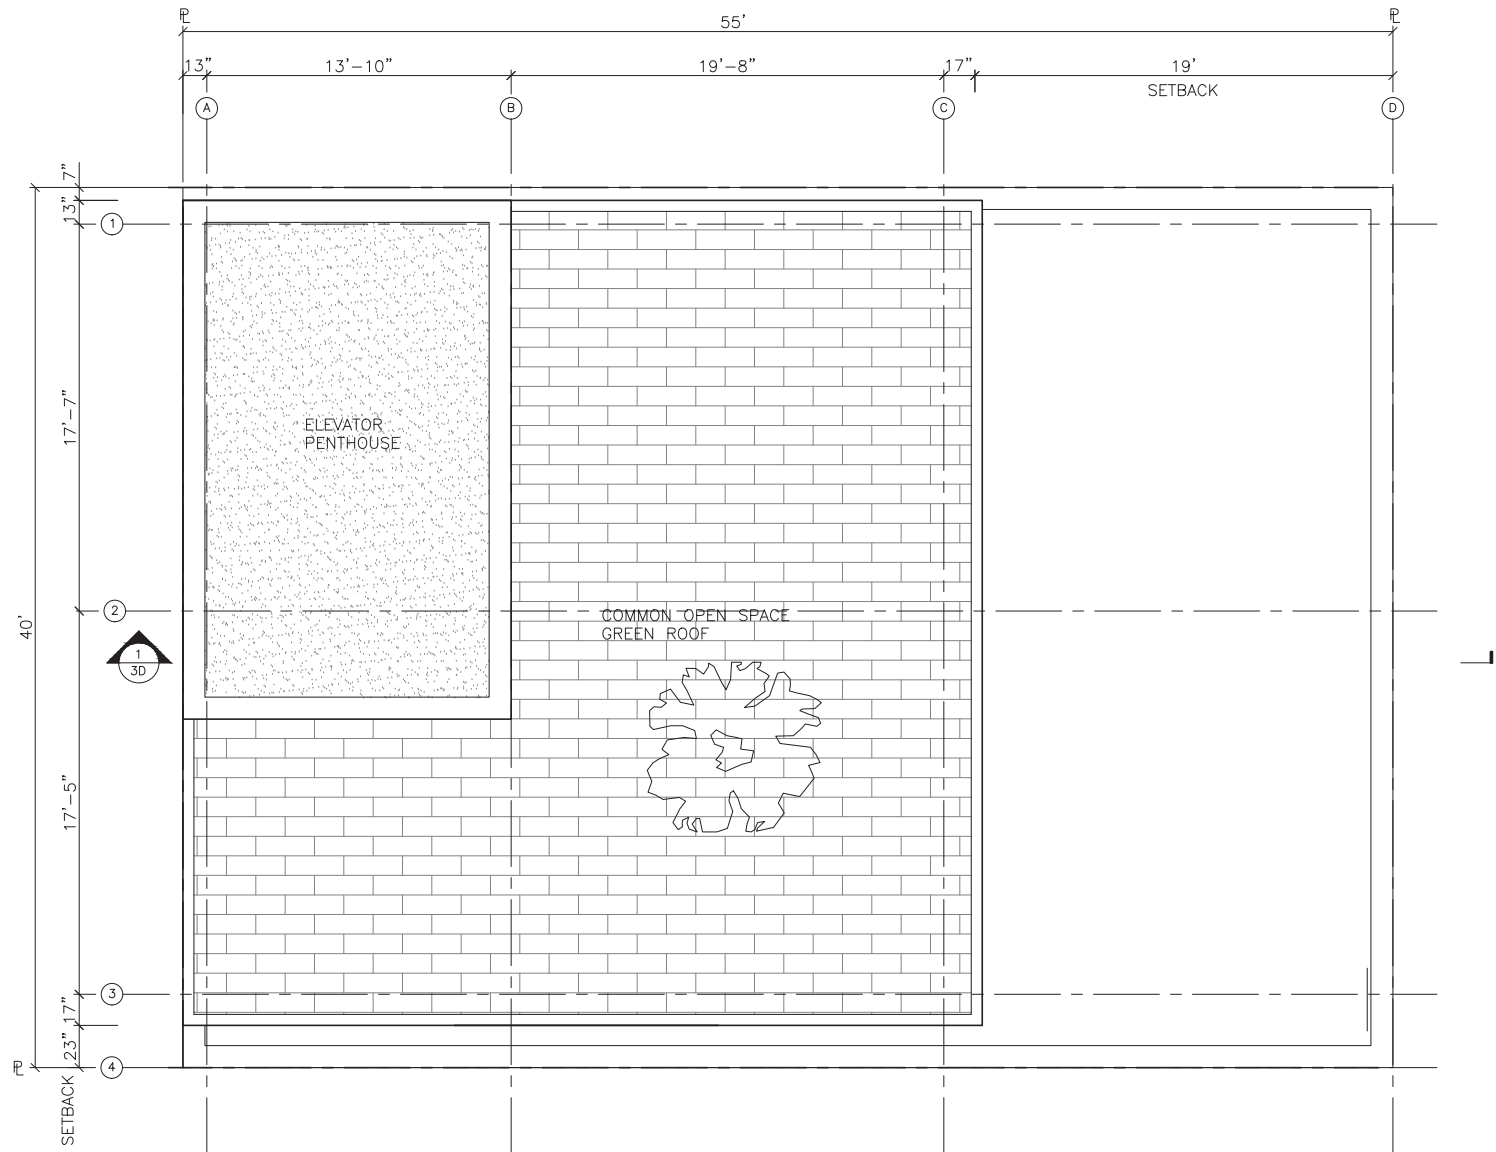 ℄ ℄
55'
13" 13'-10" 19'-8" 17" 19'
SETBACK
A B C D
7"
13"
1
ELEVATOR
PENTHOUSE
17'-7"
2
COMMON OPEN SPACE
GREEN ROOF
40'
1
3D
17'-5"
3
17"
23"
4
℄
SETBACK